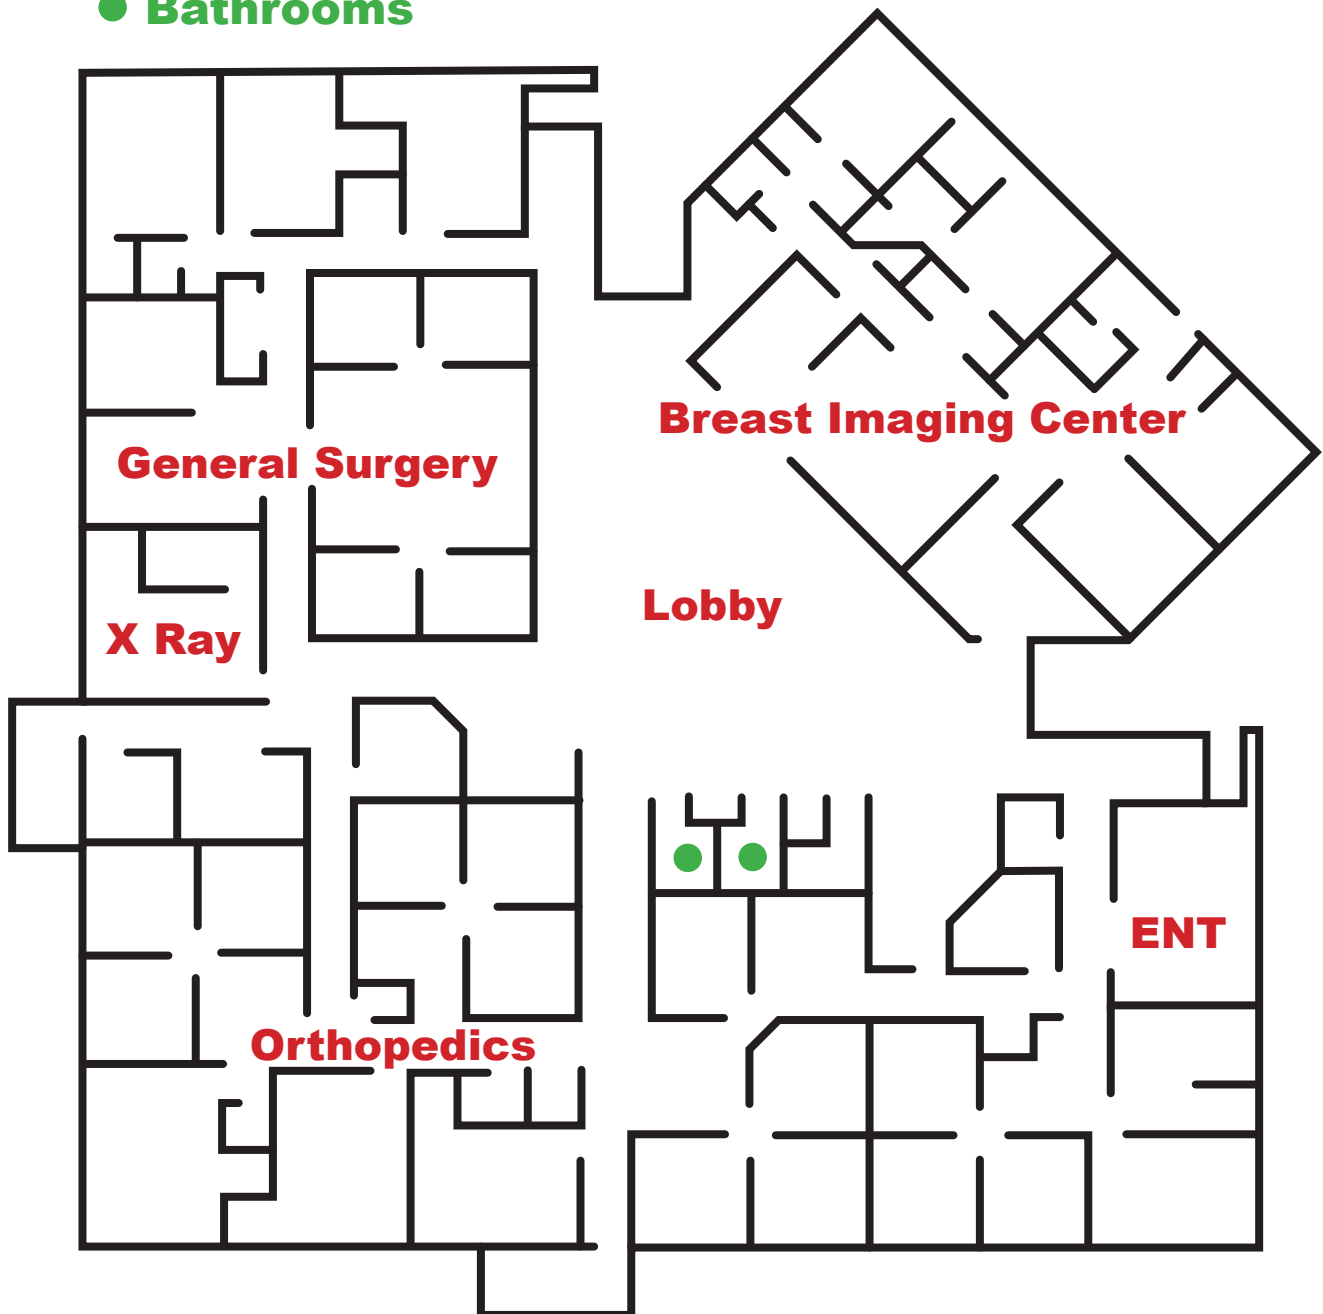 Bathrooms
Breast Imaging Center
General Surgery
Lobby
X Ray
ENT
Orthopedics